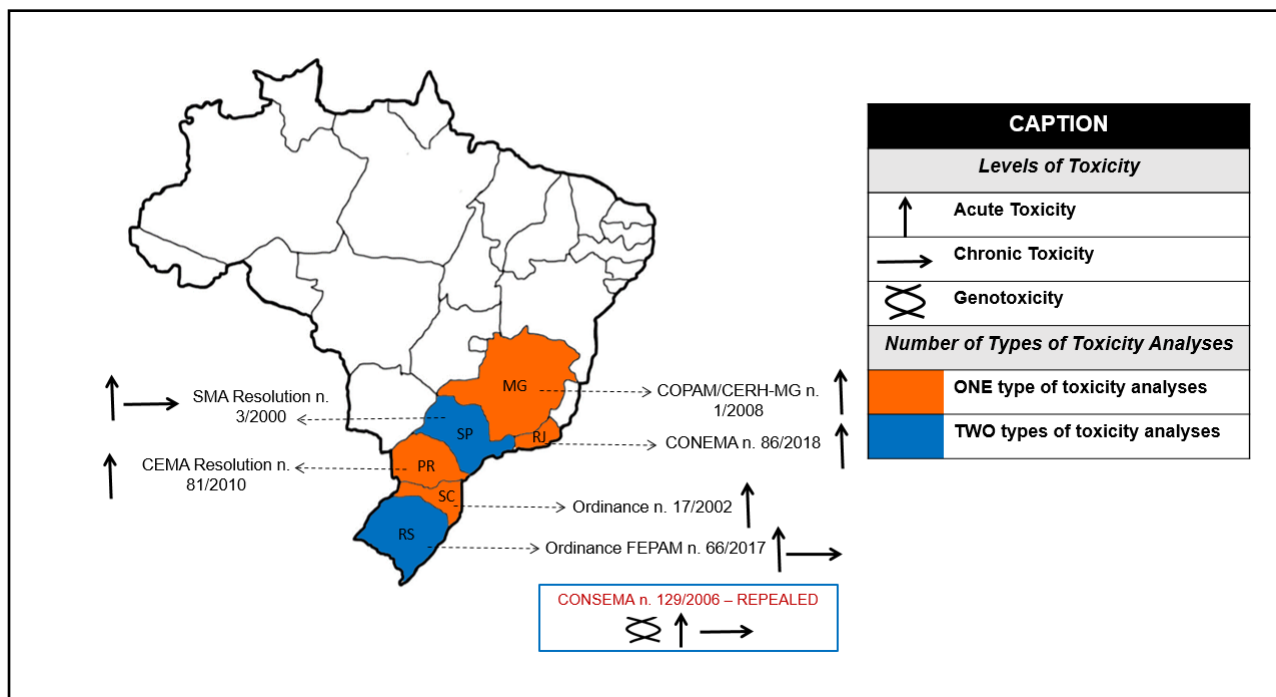 CAPTION
Levels of Toxicity
Acute Toxicity
Chronic Toxicity
Genotoxicity
Number of Types of Toxicity Analyses
ONE type of toxicity analyses
TWO types of toxicity analyses
MG
SP
RJ
PR
SC
RS
SMA Resolution n.
3/2000
CEMA Resolution n.
81/2010
COPAM/CERH-MG n.
1/2008
CONEMA n. 86/2018
Ordinance n. 17/2002
Ordinance FEPAM n. 66/2017
CONSEMA n. 129/2006 – REPEALED